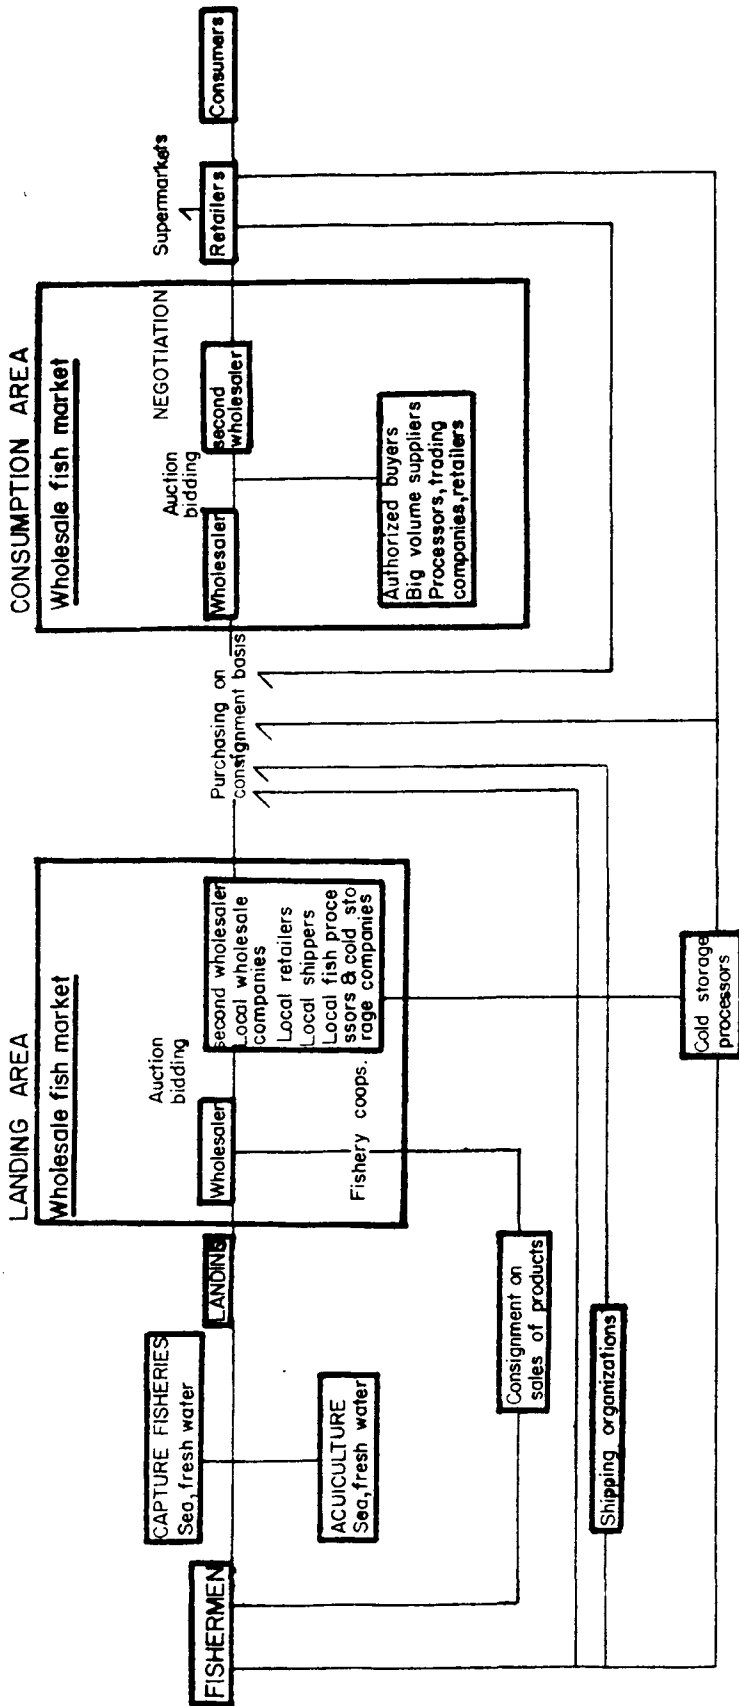 LANDING AREA
Wholesale fish market
CONSUMPTION AREA
Wholesale fish market
FISHERMEN
CAPTURE FISHERIES
Sea, fresh water
ACUICULTURE
Sea, fresh water
LANDING
Wholesaler
Auction
bidding
second wholesaler
Local wholesale
companies
Local retailers
Local shippers
Local fish proce
ssors & cold sto
rage companies
Fishery coops.
Purchasing on
consignment basis
Wholesaler
Auction
bidding
second
wholesaler
NEGOTIATION
Authorized buyers
Big volume suppliers
Processors, trading
companies, retailers
Supermarkets
Retailers
Consumers
Consignment on
sales of products
Shipping organizations
Cold storage
processors